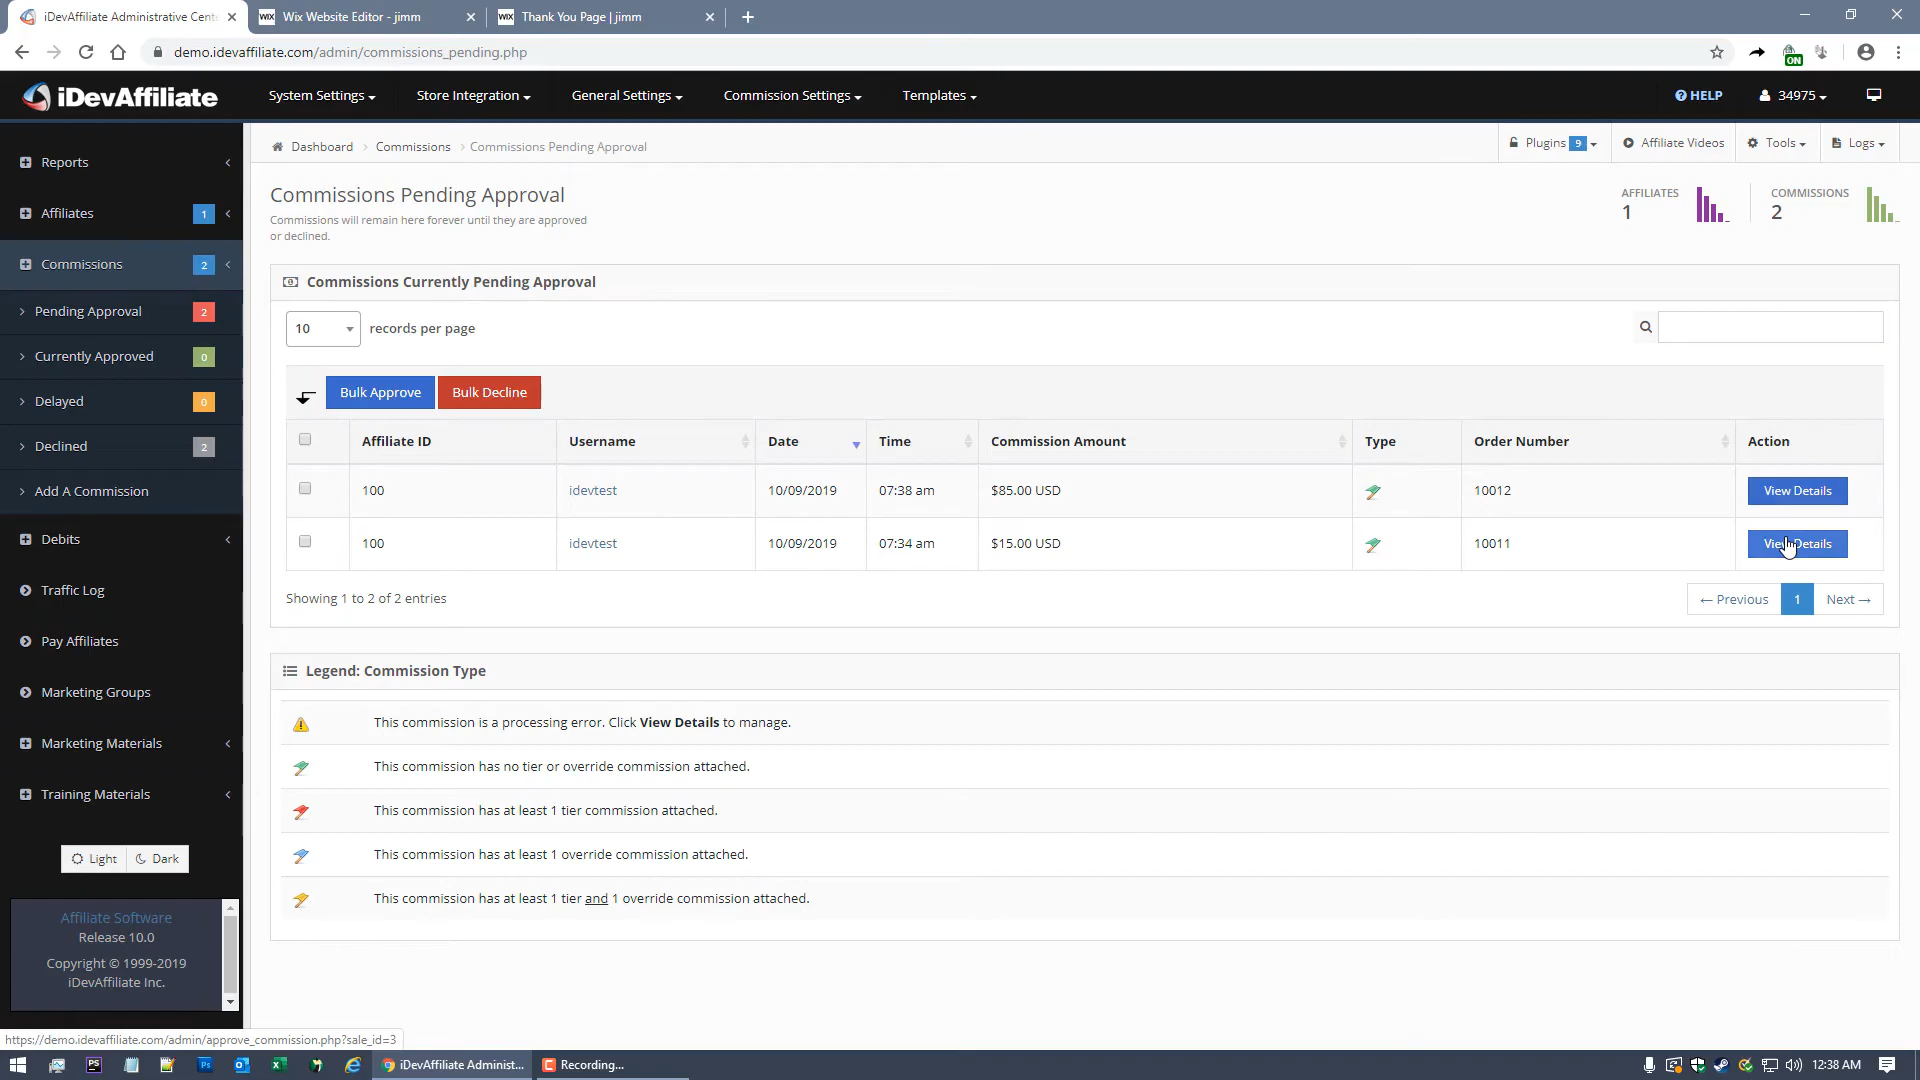 iDevAffiliate Administrative Cent
Wix Website Editor - jimm
Thank You Page | jimm
demo.idevaffiliate.com/admin/commissions_pending.php
ON
iDevAffiliate
System Settings
Store Integration
General Settings
Commission Settings
Templates
HELP
34975
Reports
Affiliates 1
Commissions 2
Pending Approval 2
Currently Approved 0
Delayed 0
Declined 2
Add A Commission
Debits
Traffic Log
Pay Affiliates
Marketing Groups
Marketing Materials
Training Materials
Light Dark
Affiliate Software
Release 10.0
Copyright © 1999-2019
iDevAffiliate Inc.
Dashboard > Commissions > Commissions Pending Approval
Plugins 9
Affiliate Videos
Tools
Logs
Commissions Pending Approval
Commissions will remain here forever until they are approved
or declined.
AFFILIATES
1
COMMISSIONS
2
Commissions Currently Pending Approval
10 records per page
Bulk Approve Bulk Decline
Affiliate ID Username Date Time Commission Amount Type Order Number Action
100 idevtest 10/09/2019 07:38 am $85.00 USD 10012 View Details
100 idevtest 10/09/2019 07:34 am $15.00 USD 10011 View Details
Showing 1 to 2 of 2 entries
← Previous 1 Next →
Legend: Commission Type
This commission is a processing error. Click View Details to manage.
This commission has no tier or override commission attached.
This commission has at least 1 tier commission attached.
This commission has at least 1 override commission attached.
This commission has at least 1 tier and 1 override commission attached.
https://demo.idevaffiliate.com/admin/approve_commission.php?sale_id=3
iDevAffiliate Administ...
Recording...
12:38 AM